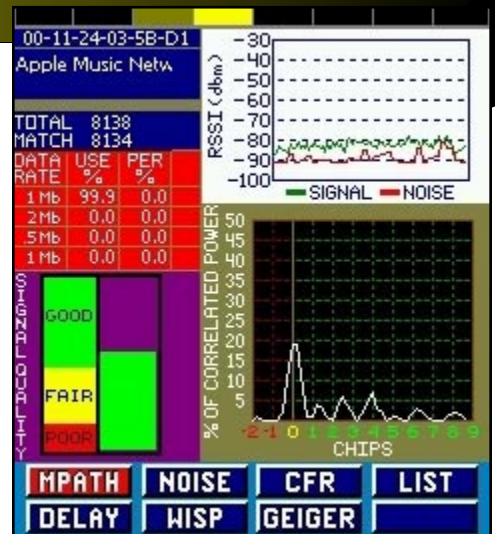 00-11-24-03-5B-D1
Apple Music Netw
TOTAL 8138
MATCH 8134
DATA RATE USE % PER %
1 Mb 99.9 0.0
2 Mb 0.0 0.0
.5Mb 0.0 0.0
1 Mb 0.0 0.0
RSSI (dbm)
-30
-40
-50
-60
-70
-80
-90
-100
SIGNAL NOISE
SIGNAL QUALITY
GOOD
FAIR
POOR
% OF CORRELATED POWER
50
45
40
35
30
25
20
15
10
5
-2 -1 0 1 2 3 4 5 6 7 8 9
CHIPS
MPATH NOISE CFR LIST
DELAY WISP GEIGER